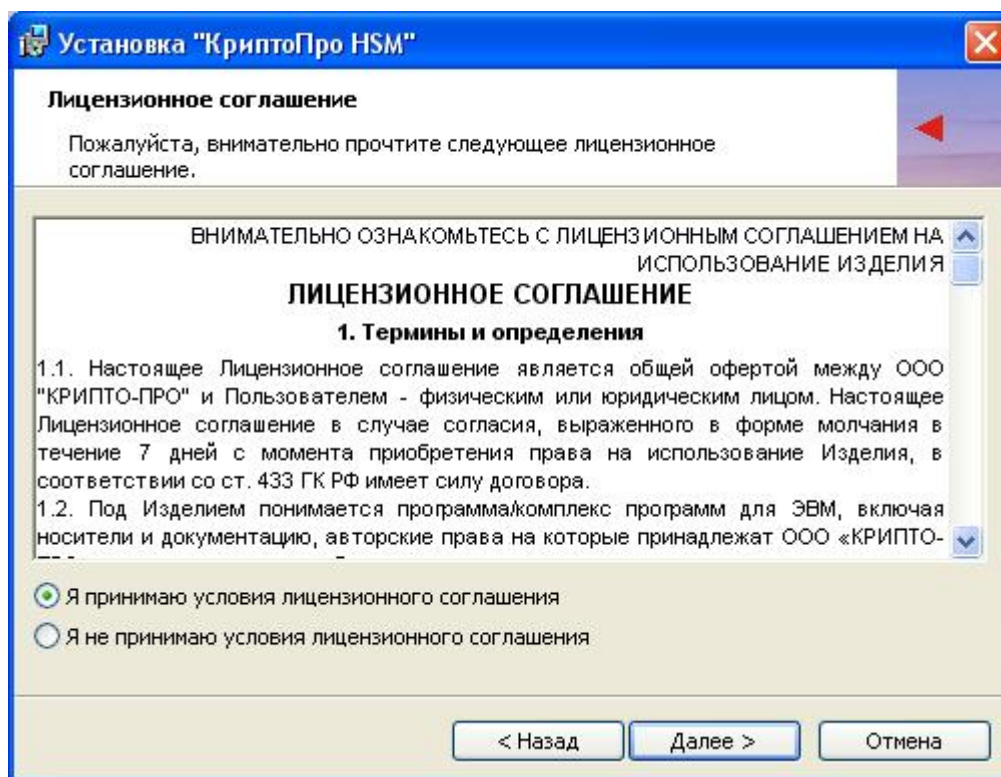 Установка "КриптоПро HSM"
Лицензионное соглашение
Пожалуйста, внимательно прочтите следующее лицензионное
соглашение.
ВНИМАТЕЛЬНО ОЗНАКОМЬТЕСЬ С ЛИЦЕНЗИОННЫМ СОГЛАШЕНИЕМ НА
ИСПОЛЬЗОВАНИЕ ИЗДЕЛИЯ
ЛИЦЕНЗИОННОЕ СОГЛАШЕНИЕ
1. Термины и определения
1.1. Настоящее Лицензионное соглашение является общей офертой между ООО
"КРИПТО-ПРО" и Пользователем - физическим или юридическим лицом. Настоящее
Лицензионное соглашение в случае согласия, выраженного в форме молчания в
течение 7 дней с момента приобретения права на использование Изделия, в
соответствии со ст. 433 ГК РФ имеет силу договора.
1.2. Под Изделием понимается программа/комплекс программ для ЭВМ, включая
носители и документацию, авторские права на которые принадлежат ООО «КРИПТО-
Я принимаю условия лицензионного соглашения
Я не принимаю условия лицензионного соглашения
< Назад
Далее >
Отмена